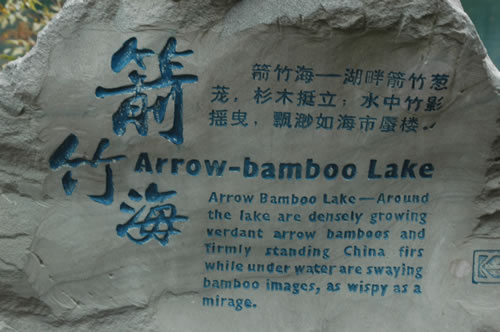 箭竹海
箭竹海—湖畔箭竹葱
茏，杉木挺立；水中竹影
摇曳，飘渺如海市蜃楼。
Arrow-bamboo Lake
Arrow Bamboo Lake—Around
the lake are densely growing
verdant arrow bamboos and
firmly standing China firs
while under water are swaying
bamboo images, as wispy as a
mirage.